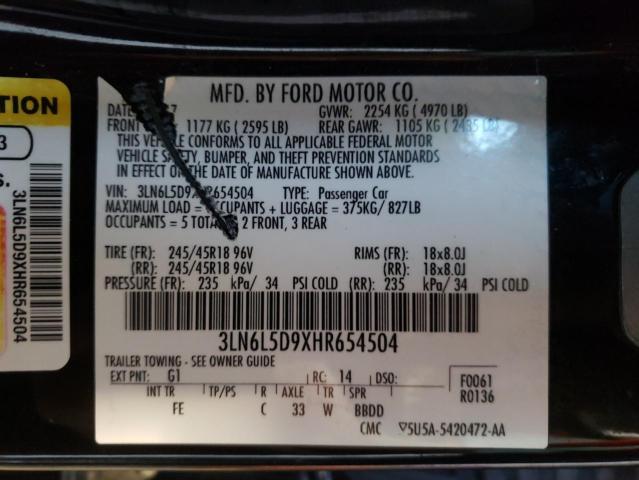 TION
3
S.
3LN6L5D9XHR654504
MFD. BY FORD MOTOR CO.
GVWR: 2254 KG ( 4970 LB)
FRONT 1177 KG ( 2595 LB) REAR GAWR: 1105 KG ( 2435 LB)
THIS VEHICLE CONFORMS TO ALL APPLICABLE FEDERAL MOTOR
VEHICLE SAFETY, BUMPER, AND THEFT PREVENTION STANDARDS
IN EFFECT ON THE DATE OF MANUFACTURE SHOWN ABOVE.
VIN: TYPE: Passenger Car
MAXIMUM LOAD = OCCUPANTS + LUGGAGE = 375KG/ 827LB
OCCUPANTS = 5 TOTAL 2 FRONT, 3 REAR
TIRE (FR): 245/45R18 96V RIMS (FR): 18x8.0J
(RR): 245/45R18 96V (RR): 18x8.0J
PRESSURE (FR): 235 kPa/ 34 PSI COLD (RR): 235 kPa/ 34 PSI COLD
3LN6L5D9XHR654504
TRAILER TOWING - SEE OWNER GUIDE
EXT PNT: G1 RC: 14 DSO:
INT TR TP/PS R AXLE TR SPR
FE C 33 W BBDD
F0061
R0136
CMC ▽5U5A-5420472-AA